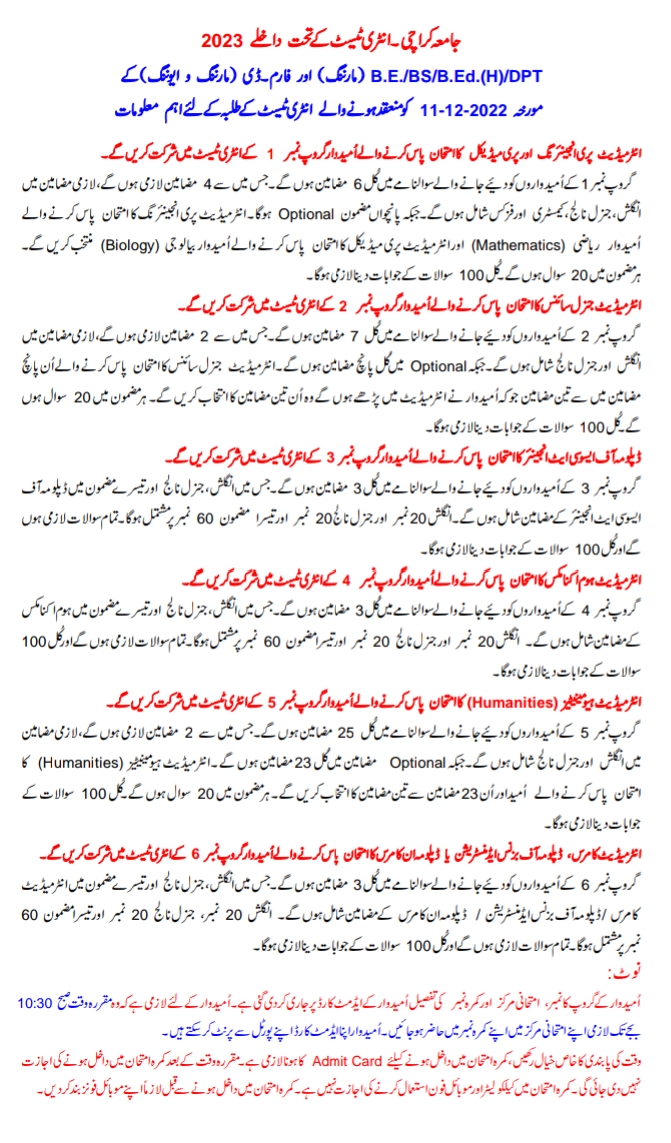 جامعہ کراچی۔ انٹری ٹیسٹ کے تحت داخلے 2023
B.E./BS/B.Ed.(H)/DPT (مارننگ) اور فارم۔ڈی (مارننگ و ایوننگ) کے
مورخہ 11-12-2022 کو منعقد ہونے والے انٹری ٹیسٹ کے طلبہ کے لئے اہم معلومات
انٹرمیڈیٹ پری انجینئرنگ اور پری میڈیکل کا امتحان پاس کرنے والے اُمیدوار گروپ نمبر 1 کے انٹری ٹیسٹ میں شرکت کریں گے۔
گروپ نمبر 1 کے اُمیدواروں کو دیئے جانے والے سوالنامے میں کُل 6 مضامین ہوں گے۔ جس میں سے 4 مضامین لازمی ہوں گے، لازمی مضامین میں
انگلش، جنرل نالج، کیمسٹری اور فزکس شامل ہوں گے۔ جبکہ پانچواں مضمون Optional ہوگا۔ انٹرمیڈیٹ پری انجینئرنگ کا امتحان پاس کرنے والے
اُمیدوار ریاضی (Mathematics) اور انٹرمیڈیٹ پری میڈیکل کا امتحان پاس کرنے والے اُمیدوار بیالوجی (Biology) منتخب کریں گے۔
ہر مضمون میں 20 سوال ہوں گے۔ کُل 100 سوالات کے جوابات دینا لازمی ہوگا۔
انٹرمیڈیٹ جنرل سائنس کا امتحان پاس کرنے والے اُمیدوار گروپ نمبر 2 کے انٹری ٹیسٹ میں شرکت کریں گے۔
گروپ نمبر 2 کے اُمیدواروں کو دیئے جانے والے سوالنامے میں کُل 7 مضامین ہوں گے۔ جس میں سے 2 مضامین لازمی ہوں گے، لازمی مضامین میں
انگلش اور جنرل نالج شامل ہوں گے۔ جبکہ Optional میں کُل پانچ مضامین ہوں گے۔ انٹرمیڈیٹ جنرل سائنس کا امتحان پاس کرنے والے اُن پانچ
مضامین میں سے تین مضامین جو کہ اُمیدوار نے انٹرمیڈیٹ میں پڑھے ہوں گے وہ اُن تین مضامین کا انتخاب کریں گے۔ ہر مضمون میں 20 سوال ہوں
گے۔ کُل 100 سوالات کے جوابات دینا لازمی ہوگا۔
ڈپلومہ آف ایسوسی ایٹ انجینئر کا امتحان پاس کرنے والے اُمیدوار گروپ نمبر 3 کے انٹری ٹیسٹ میں شرکت کریں گے۔
گروپ نمبر 3 کے اُمیدواروں کو دیئے جانے والے سوالنامے میں کُل 3 مضامین ہوں گے۔ جس میں انگلش، جنرل نالج اور تیسرے مضمون میں ڈپلومہ آف
ایسوسی ایٹ انجینئر کے مضامین شامل ہوں گے۔ انگلش 20 نمبر اور جنرل نالج 20 نمبر اور تیسرا مضمون 60 نمبر پر مشتمل ہوگا۔ تمام سوالات لازمی ہوں
گے اور کُل 100 سوالات کے جوابات دینا لازمی ہوگا۔
انٹرمیڈیٹ ہوم اکنامکس کا امتحان پاس کرنے والے اُمیدوار گروپ نمبر 4 کے انٹری ٹیسٹ میں شرکت کریں گے۔
گروپ نمبر 4 کے اُمیدواروں کو دیئے جانے والے سوالنامے میں کُل 3 مضامین ہوں گے۔ جس میں انگلش، جنرل نالج اور تیسرے مضمون میں ہوم اکنامکس
کے مضامین شامل ہوں گے۔ انگلش 20 نمبر اور جنرل نالج 20 نمبر اور تیسرا مضمون 60 نمبر پر مشتمل ہوگا۔ تمام سوالات لازمی ہوں گے اور کُل 100
سوالات کے جوابات دینا لازمی ہوگا۔
انٹرمیڈیٹ ہیومینیٹیز (Humanities) کا امتحان پاس کرنے والے اُمیدوار گروپ نمبر 5 کے انٹری ٹیسٹ میں شرکت کریں گے۔
گروپ نمبر 5 کے اُمیدواروں کو دیئے جانے والے سوالنامے میں کُل 25 مضامین ہوں گے۔ جس میں سے 2 مضامین لازمی ہوں گے، لازمی مضامین
میں انگلش اور جنرل نالج شامل ہوں گے۔ جبکہ Optional مضامین میں کُل 23 مضامین ہوں گے۔ انٹرمیڈیٹ ہیومینیٹیز (Humanities) کا
امتحان پاس کرنے والے اُمیداور اُن 23 مضامین سے تین مضامین کا انتخاب کریں گے۔ ہر مضمون میں 20 سوال ہوں گے۔ کُل 100 سوالات کے
جوابات دینا لازمی ہوگا۔
انٹرمیڈیٹ کامرس، ڈپلومہ آف بزنس ایڈمنسٹریشن یا ڈپلومہ ان کامرس کا امتحان پاس کرنے والے اُمیدوار گروپ نمبر 6 کے انٹری ٹیسٹ میں شرکت کریں گے۔
گروپ نمبر 6 کے اُمیدواروں کو دیئے جانے والے سوالنامے میں کُل 3 مضامین ہوں گے۔ جس میں انگلش، جنرل نالج اور تیسرے مضمون میں انٹرمیڈیٹ
کامرس / ڈپلومہ آف بزنس ایڈمنسٹریشن / ڈپلومہ ان کامرس کے مضامین شامل ہوں گے۔ انگلش 20 نمبر، جنرل نالج 20 نمبر اور تیسرا مضمون 60
نمبر پر مشتمل ہوگا۔ تمام سوالات لازمی ہوں گے اور کُل 100 سوالات کے جوابات دینا لازمی ہوگا۔
نوٹ:
اُمیدوار کے گروپ کا نمبر، امتحانی مرکز اور کمرہ نمبر کی تفصیل اُمیدوار کے ایڈمٹ کارڈ پر جاری کردی گئی ہے۔ اُمیدوار کے لئے لازمی ہے کہ وہ مقررہ وقت صبح 10:30
بجے تک لازمی اپنے امتحانی مرکز میں اپنے کمرہ نمبر میں حاضر ہوجائیں۔ اُمیدوار اپنا ایڈمٹ کارڈ اپنے پورٹل سے پرنٹ کرسکتے ہیں۔
وقت کی پابندی کا خاص خیال رکھیں، کمرہ امتحان میں داخل ہونے کیلئے Admit Card کا ہونا لازمی ہے۔ مقررہ وقت کے بعد کمرہ امتحان میں داخل ہونے کی اجازت
نہیں دی جائی گی۔ کمرہ امتحان میں کیلکولیٹر اور موبائل فون استعمال کرنے کی اجازت نہیں ہے۔ کمرہ امتحان میں داخل ہونے سے قبل لازماً اپنے موبائل فونز بند کردیں۔